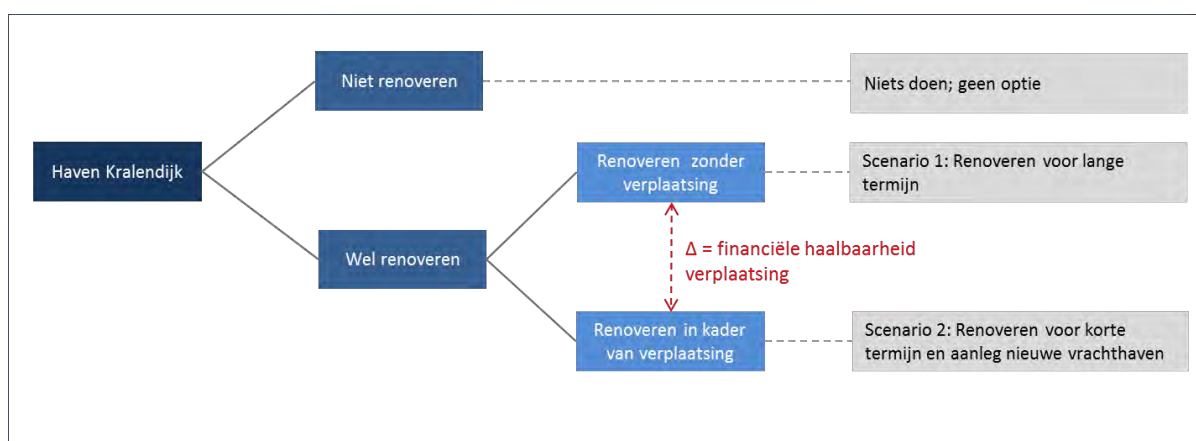 Niet renoveren
Niets doen; geen optie
Haven Kralendijk
Renoveren zonder
verplaatsing
Scenario 1: Renoveren voor lange
termijn
Δ = financiële haalbaarheid
verplaatsing
Wel renoveren
Renoveren in kader
van verplaatsing
Scenario 2: Renoveren voor korte
termijn en aanleg nieuwe vrachthaven